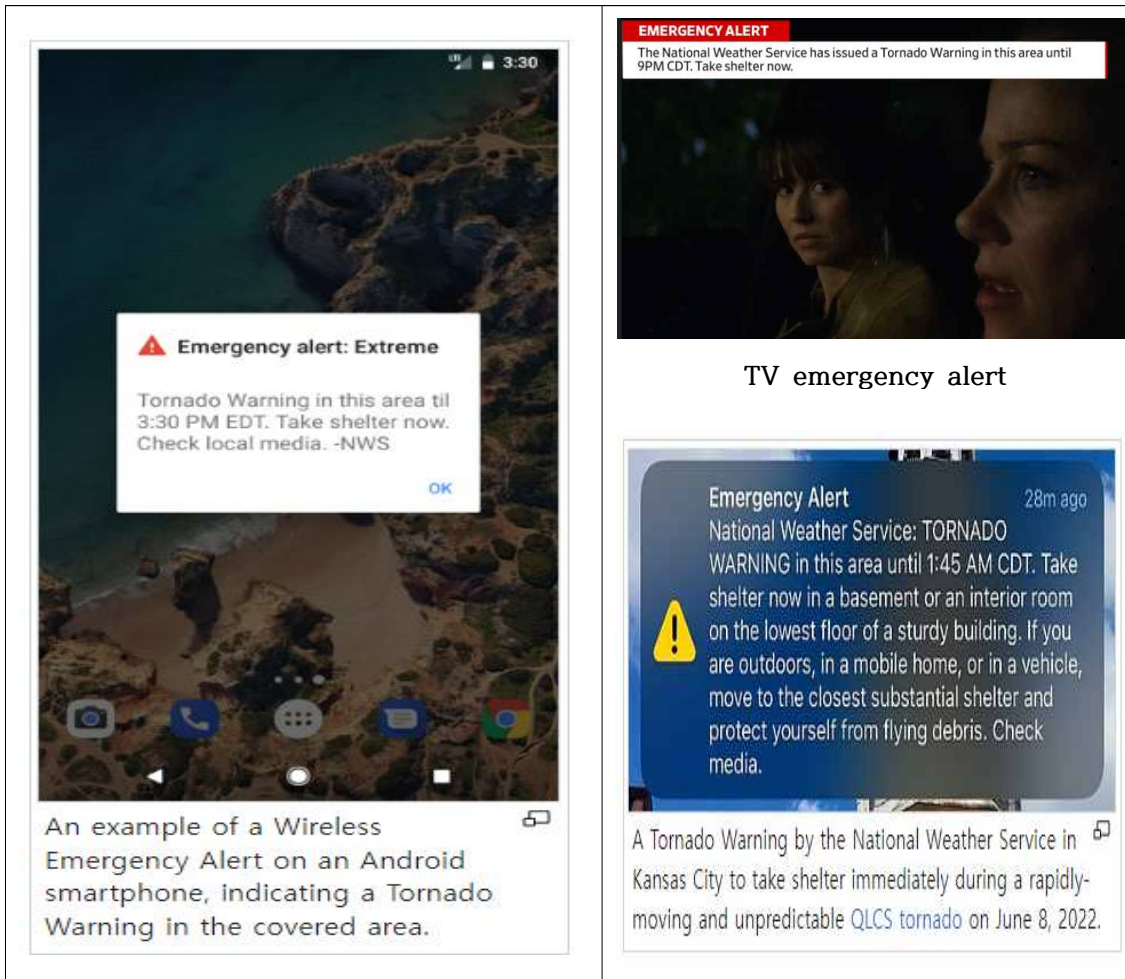 3:30
Emergency alert: Extreme
Tornado Warning in this area til
3:30 PM EDT. Take shelter now.
Check local media. -NWS
OK
An example of a Wireless
Emergency Alert on an Android
smartphone, indicating a Tornado
Warning in the covered area.
EMERGENCY ALERT
The National Weather Service has issued a Tornado Warning in this area until
9PM CDT. Take shelter now.
TV emergency alert
Emergency Alert 28m ago
National Weather Service: TORNADO
WARNING in this area until 1:45 AM CDT. Take
shelter now in a basement or an interior room
on the lowest floor of a sturdy building. If you
are outdoors, in a mobile home, or in a vehicle,
move to the closest substantial shelter and
protect yourself from flying debris. Check
media.
A Tornado Warning by the National Weather Service in
Kansas City to take shelter immediately during a rapidly-
moving and unpredictable QLCS tornado on June 8, 2022.